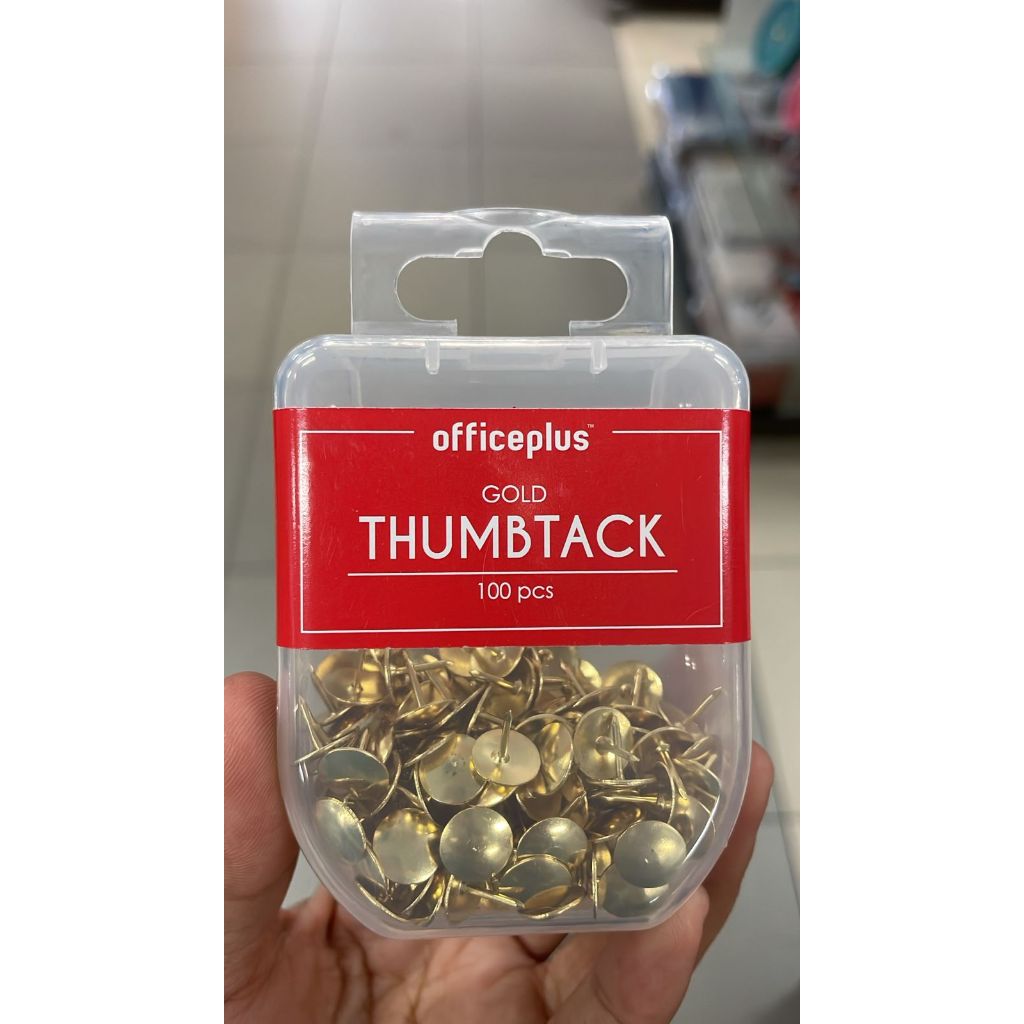 officeplus™
GOLD
THUMBTACK
100 pcs